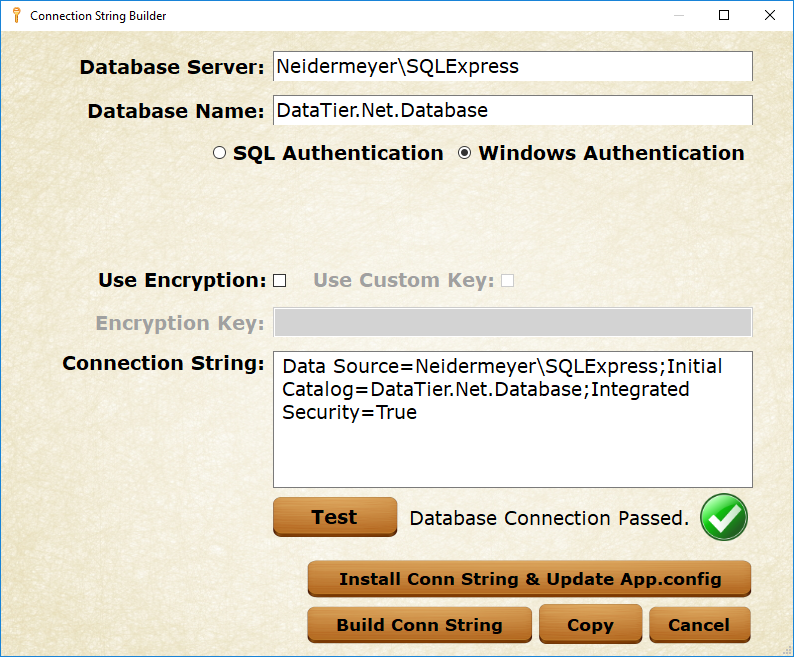 Connection String Builder
Database Server: Neidermeyer\SQLExpress
Database Name: DataTier.Net.Database
SQL Authentication Windows Authentication
Use Encryption: Use Custom Key:
Encryption Key:
Connection String: Data Source=Neidermeyer\SQLExpress;Initial
Catalog=DataTier.Net.Database;Integrated
Security=True
Test Database Connection Passed.
Install Conn String & Update App.config
Build Conn String Copy Cancel